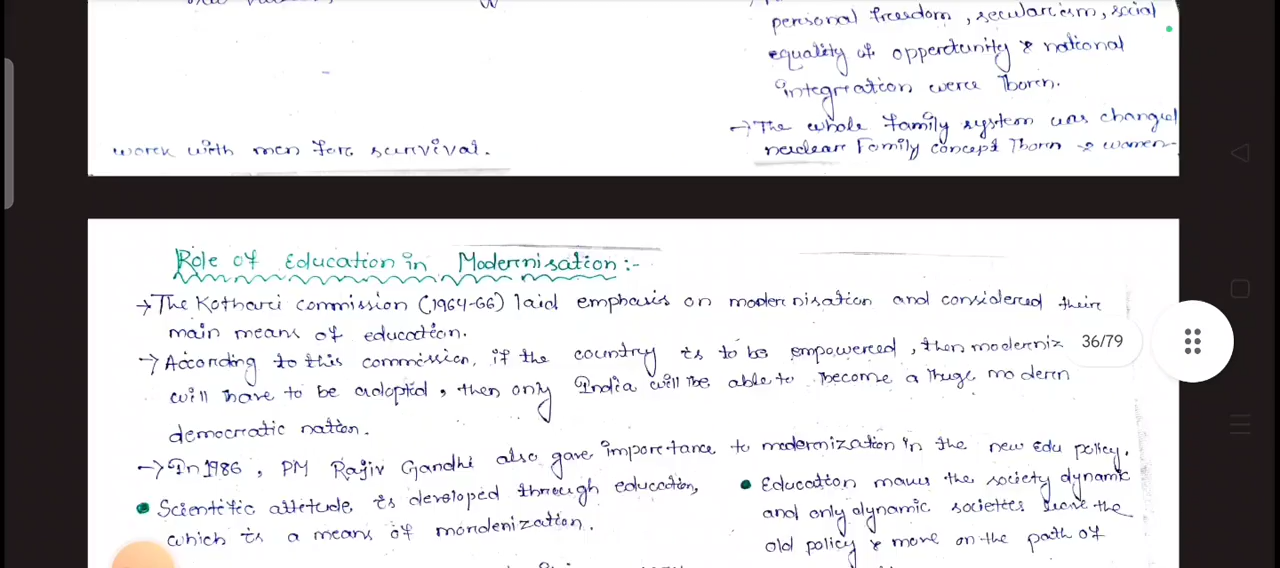 personal freedom, secularism, social
equality of oppertunity & national
integration were born.
work with men for survival.
→ The whole family system was changed
nuclear Family concept born & women
Role of Education in Modernisation :-
→ The Kothari commission (1964-66) laid emphasis on modernisation and considered their
main means of education.
→ According to this commission, if the country is to be empowered, then moderniz
will have to be adopted, then only India will be able to become a huge modern
democratic nation.
36/79
→ In 1986, PM Rajiv Gandhi also gave importance to modernization in the new Edu policy.
• Scientific attetude is developed through education,
which is a means of mordenization.
• Education maks the society dynamic
and only dynamic societies leave the
old policy & move on the path of